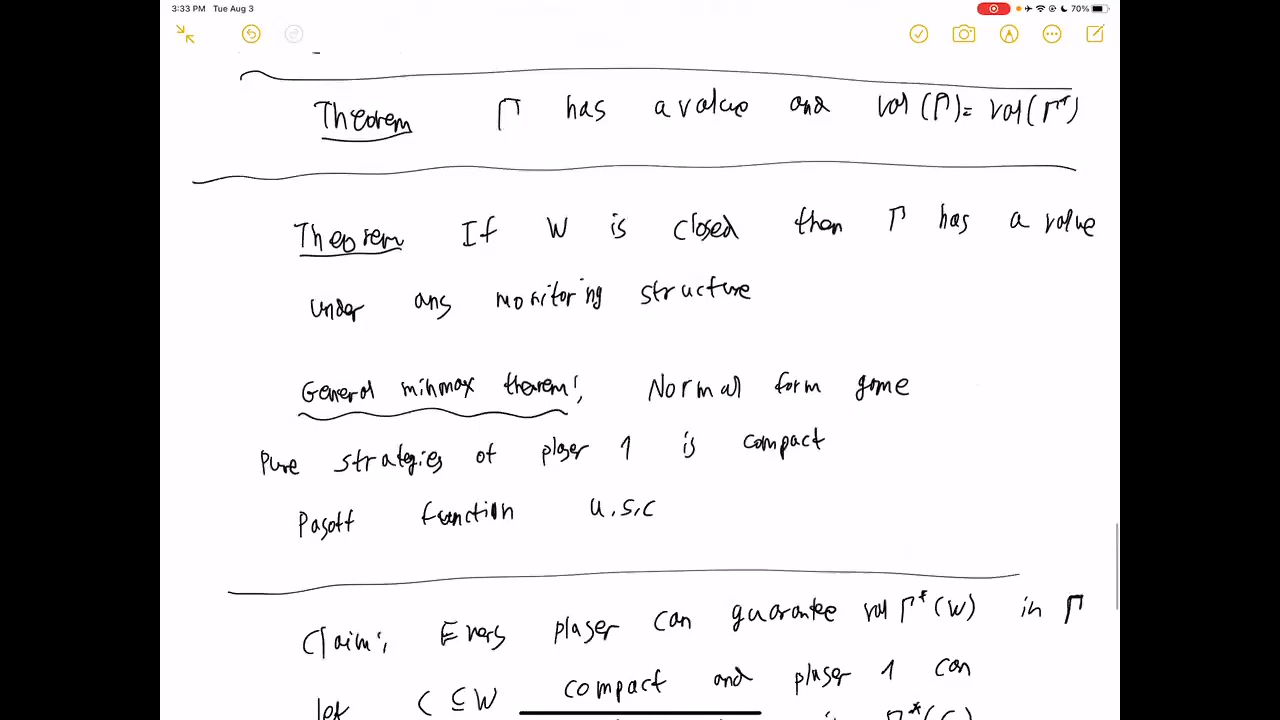 3:33 PM Tue Aug 3
70%
Theorem Γ has a value and val(Γ) = val(Γ*)
Theorem If W is closed then Γ has a value
under any monitoring structure
General minmax theorem: Normal form game
Pure strategies of player 1 is compact
Payoff function u.s.c
Claim: Every player can guarantee val Γ*(W) in Γ
let C ⊆ W compact and player 1 can
in Γ*(C)